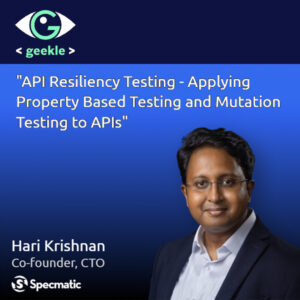 < geekle >
"API Resiliency Testing - Applying
Property Based Testing and Mutation
Testing to APIs"
Hari Krishnan
Co-founder, CTO
Specmatic